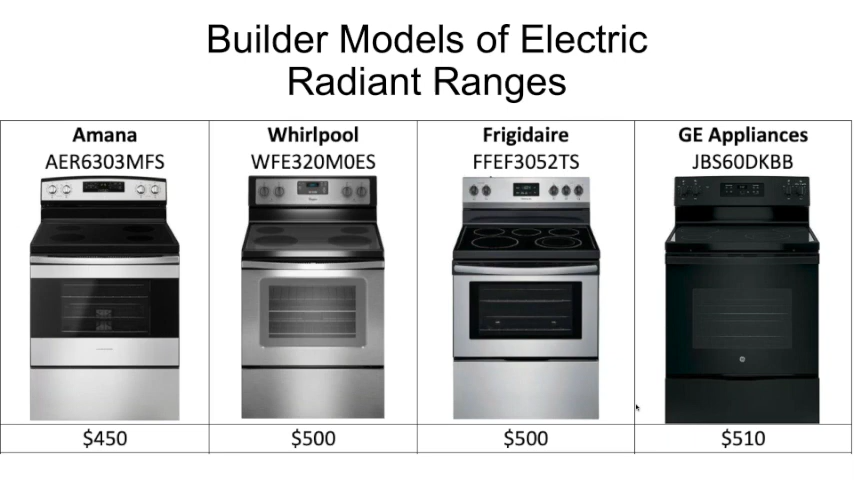 Builder Models of Electric
Radiant Ranges
Amana
AER6303MFS
Whirlpool
WFE320M0ES
Frigidaire
FFEF3052TS
GE Appliances
JBS60DKBB
$450
$500
$500
$510